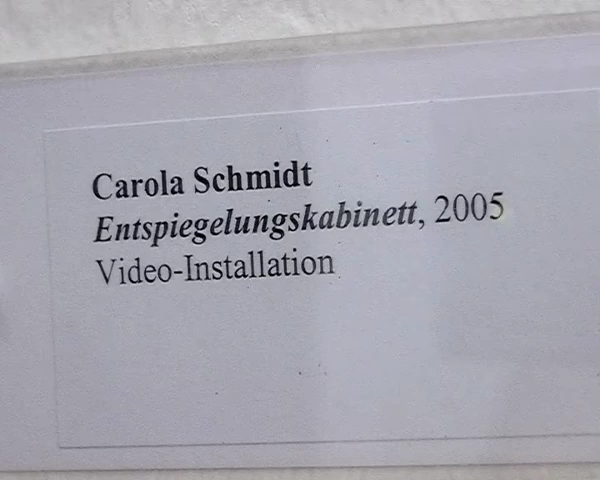 Carola Schmidt
Entspiegelungskabinett, 2005
Video-Installation